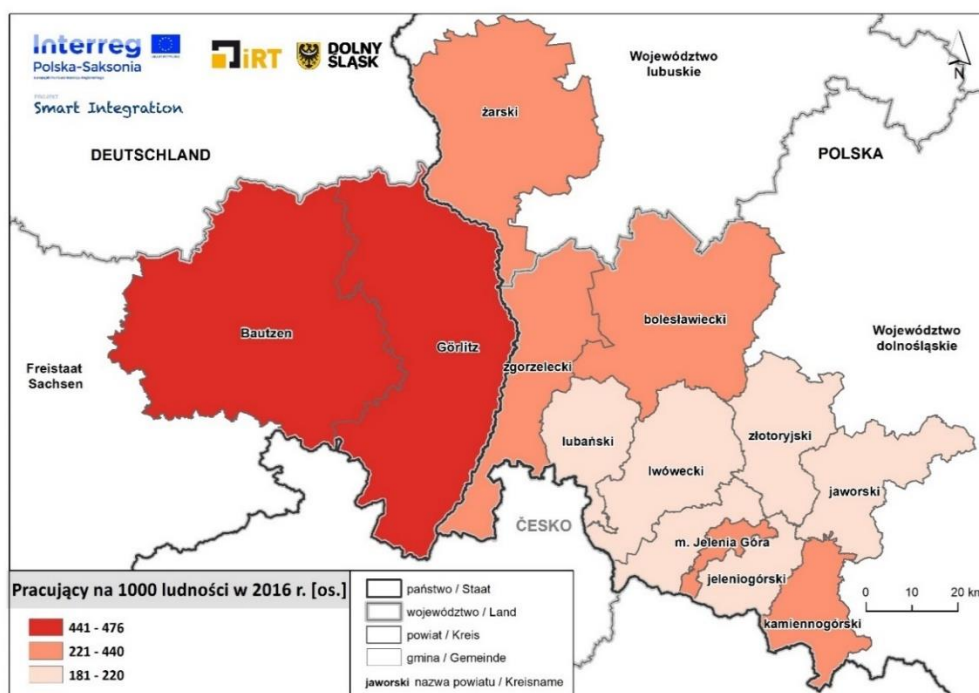 Interreg
Polska-Saksonia
PROJEKT
Smart Integration
iRT
DOLNY
ŚLĄSK
Województwo
lubuskie
N
DEUTSCHLAND
POLSKA
żarski
Bautzen
Görlitz
zgorzelecki
bolesławiecki
Województwo
dolnośląskie
Freistaat
Sachsen
lubański
lwówecki
złotoryjski
jaworski
ČESKO
m. Jelenia Góra
jeleniogórski
kamiennogórski
0 10 20 km
Pracujący na 1000 ludności w 2016 r. [os.]
441 - 476
221 - 440
181 - 220
państwo / Staat
województwo / Land
powiat / Kreis
gmina / Gemeinde
jaworski nazwa powiatu / Kreisname